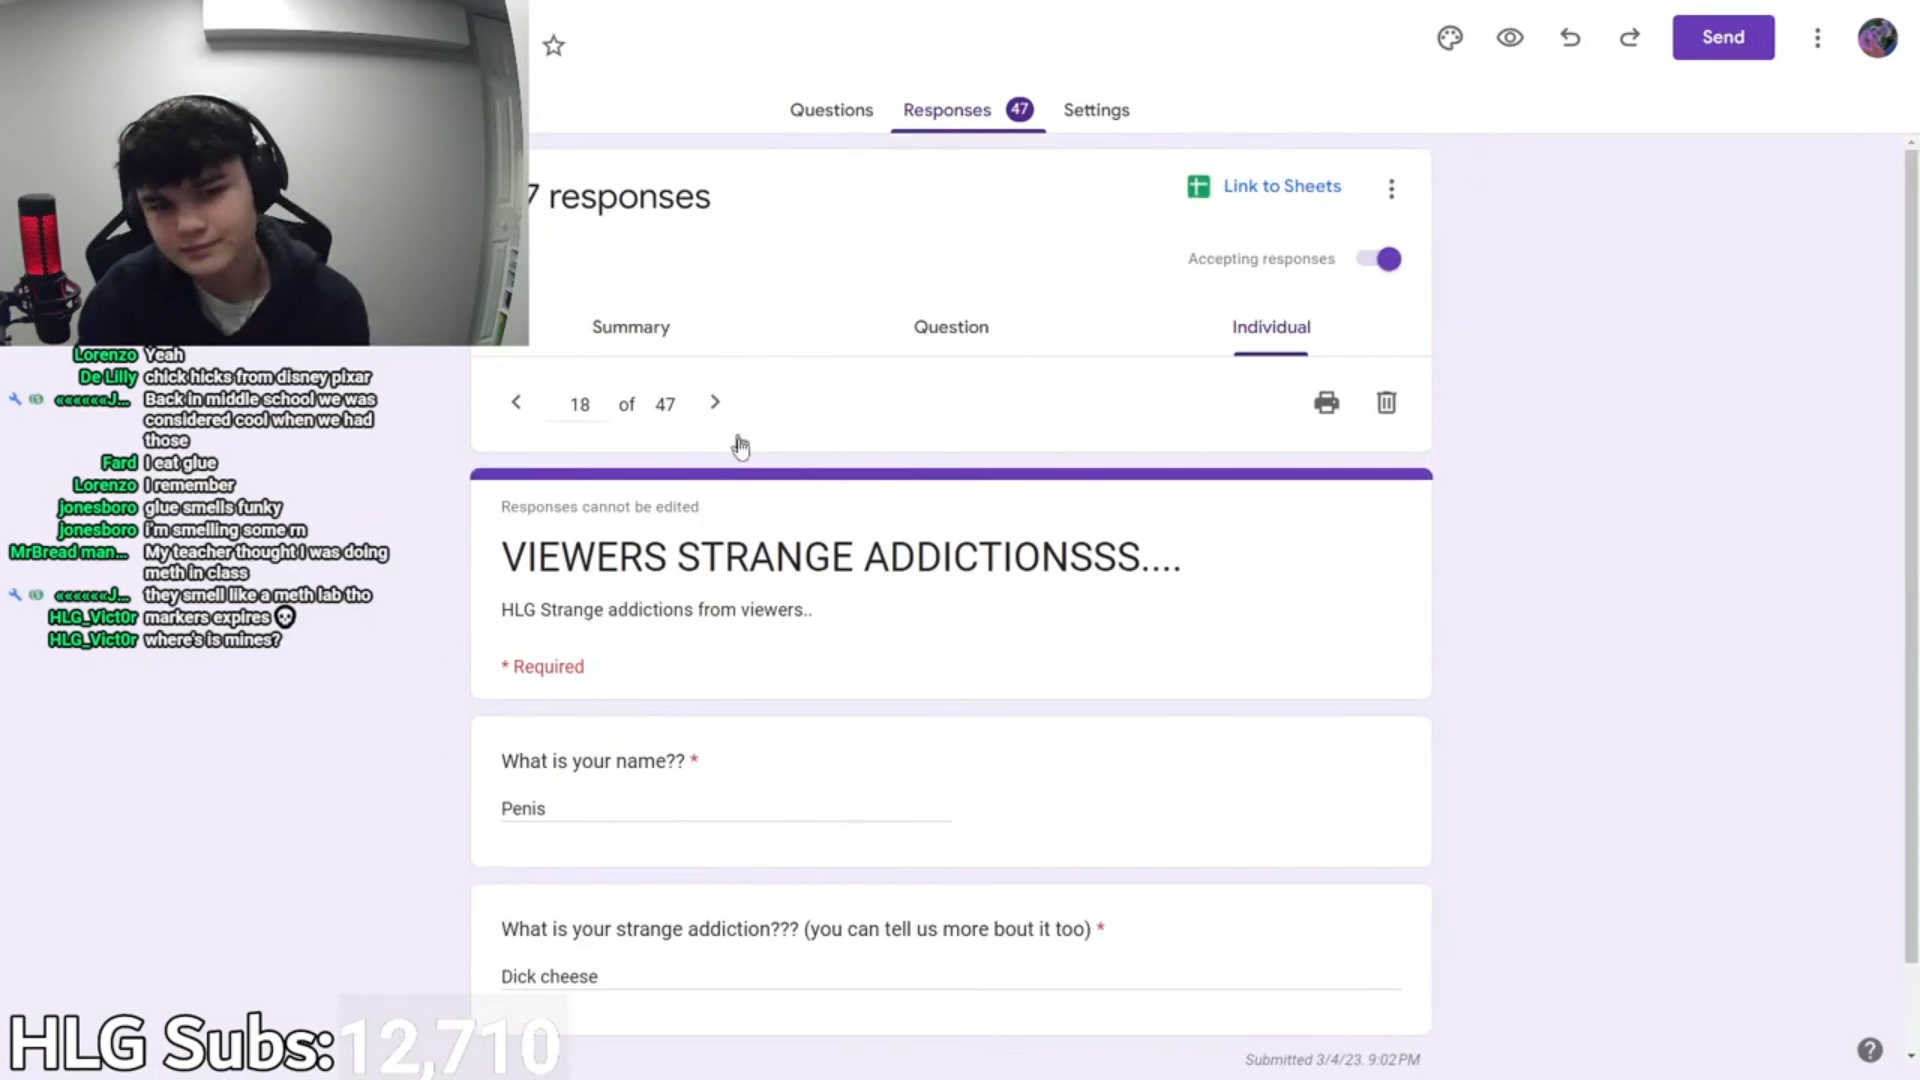 Send
Questions
Responses 47
Settings
7 responses
Link to Sheets
Accepting responses
Summary
Question
Individual
18 of 47
Responses cannot be edited
VIEWERS STRANGE ADDICTIONSSS....
HLG Strange addictions from viewers..
* Required
What is your name?? *
Penis
What is your strange addiction??? (you can tell us more bout it too) *
Dick cheese
Submitted 3/4/23, 9:02 PM
Lorenzo Yeah
De Lilly chick hicks from disney pixar
««««««J... Back in middle school we was
considered cool when we had
those
Fard I eat glue
Lorenzo I remember
jonesboro glue smells funky
jonesboro i'm smelling some rn
MrBread man... My teacher thought I was doing
meth in class
««««««J... they smell like a meth lab tho
HLG_Vict0r markers expires 💀
HLG_Vict0r where's is mines?
HLG Subs: 12,710